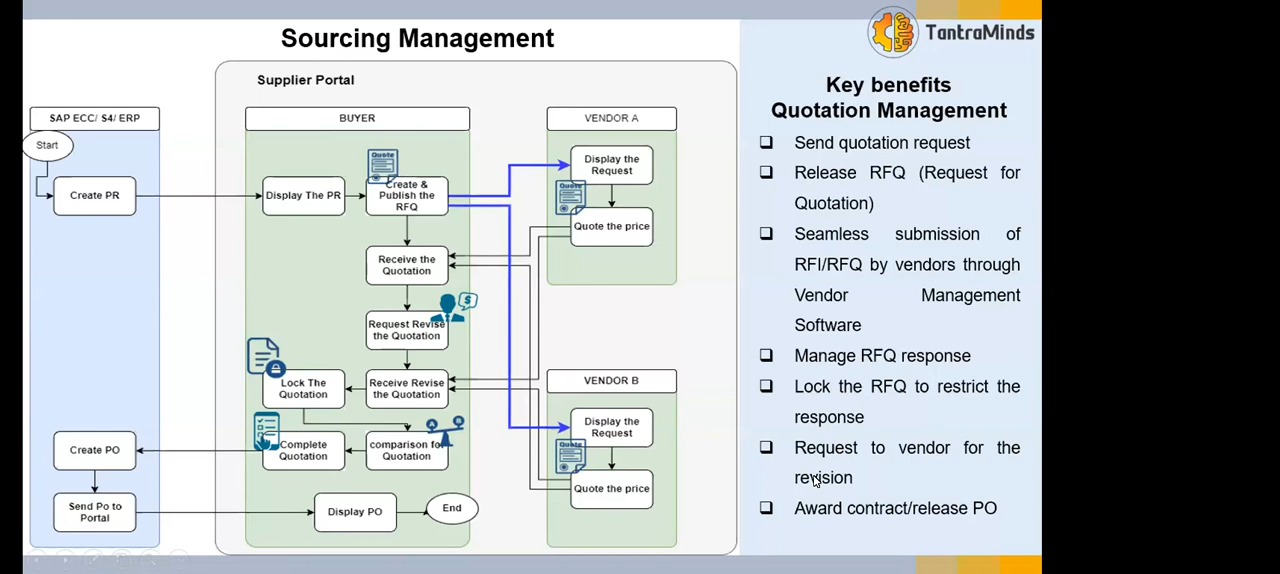 Sourcing Management
TantraMinds
Supplier Portal
SAP ECC/ S4/ ERP
BUYER
VENDOR A
Start
Create PR
Display The PR
Quote
Create &
Publish the
RFQ
Display the
Request
Quote
Quote the price
Receive the
Quotation
$
Request Revise
the Quotation
Lock The
Quotation
Receive Revise
the Quotation
VENDOR B
Display the
Request
Quote
Quote the price
Create PO
Complete
Quotation
comparison for
Quotation
A
B
Send Po to
Portal
Display PO
End
Key benefits
Quotation Management
❑ Send quotation request
❑ Release RFQ (Request for
Quotation)
❑ Seamless submission of
RFI/RFQ by vendors through
Vendor Management
Software
❑ Manage RFQ response
❑ Lock the RFQ to restrict the
response
❑ Request to vendor for the
revision
❑ Award contract/release PO